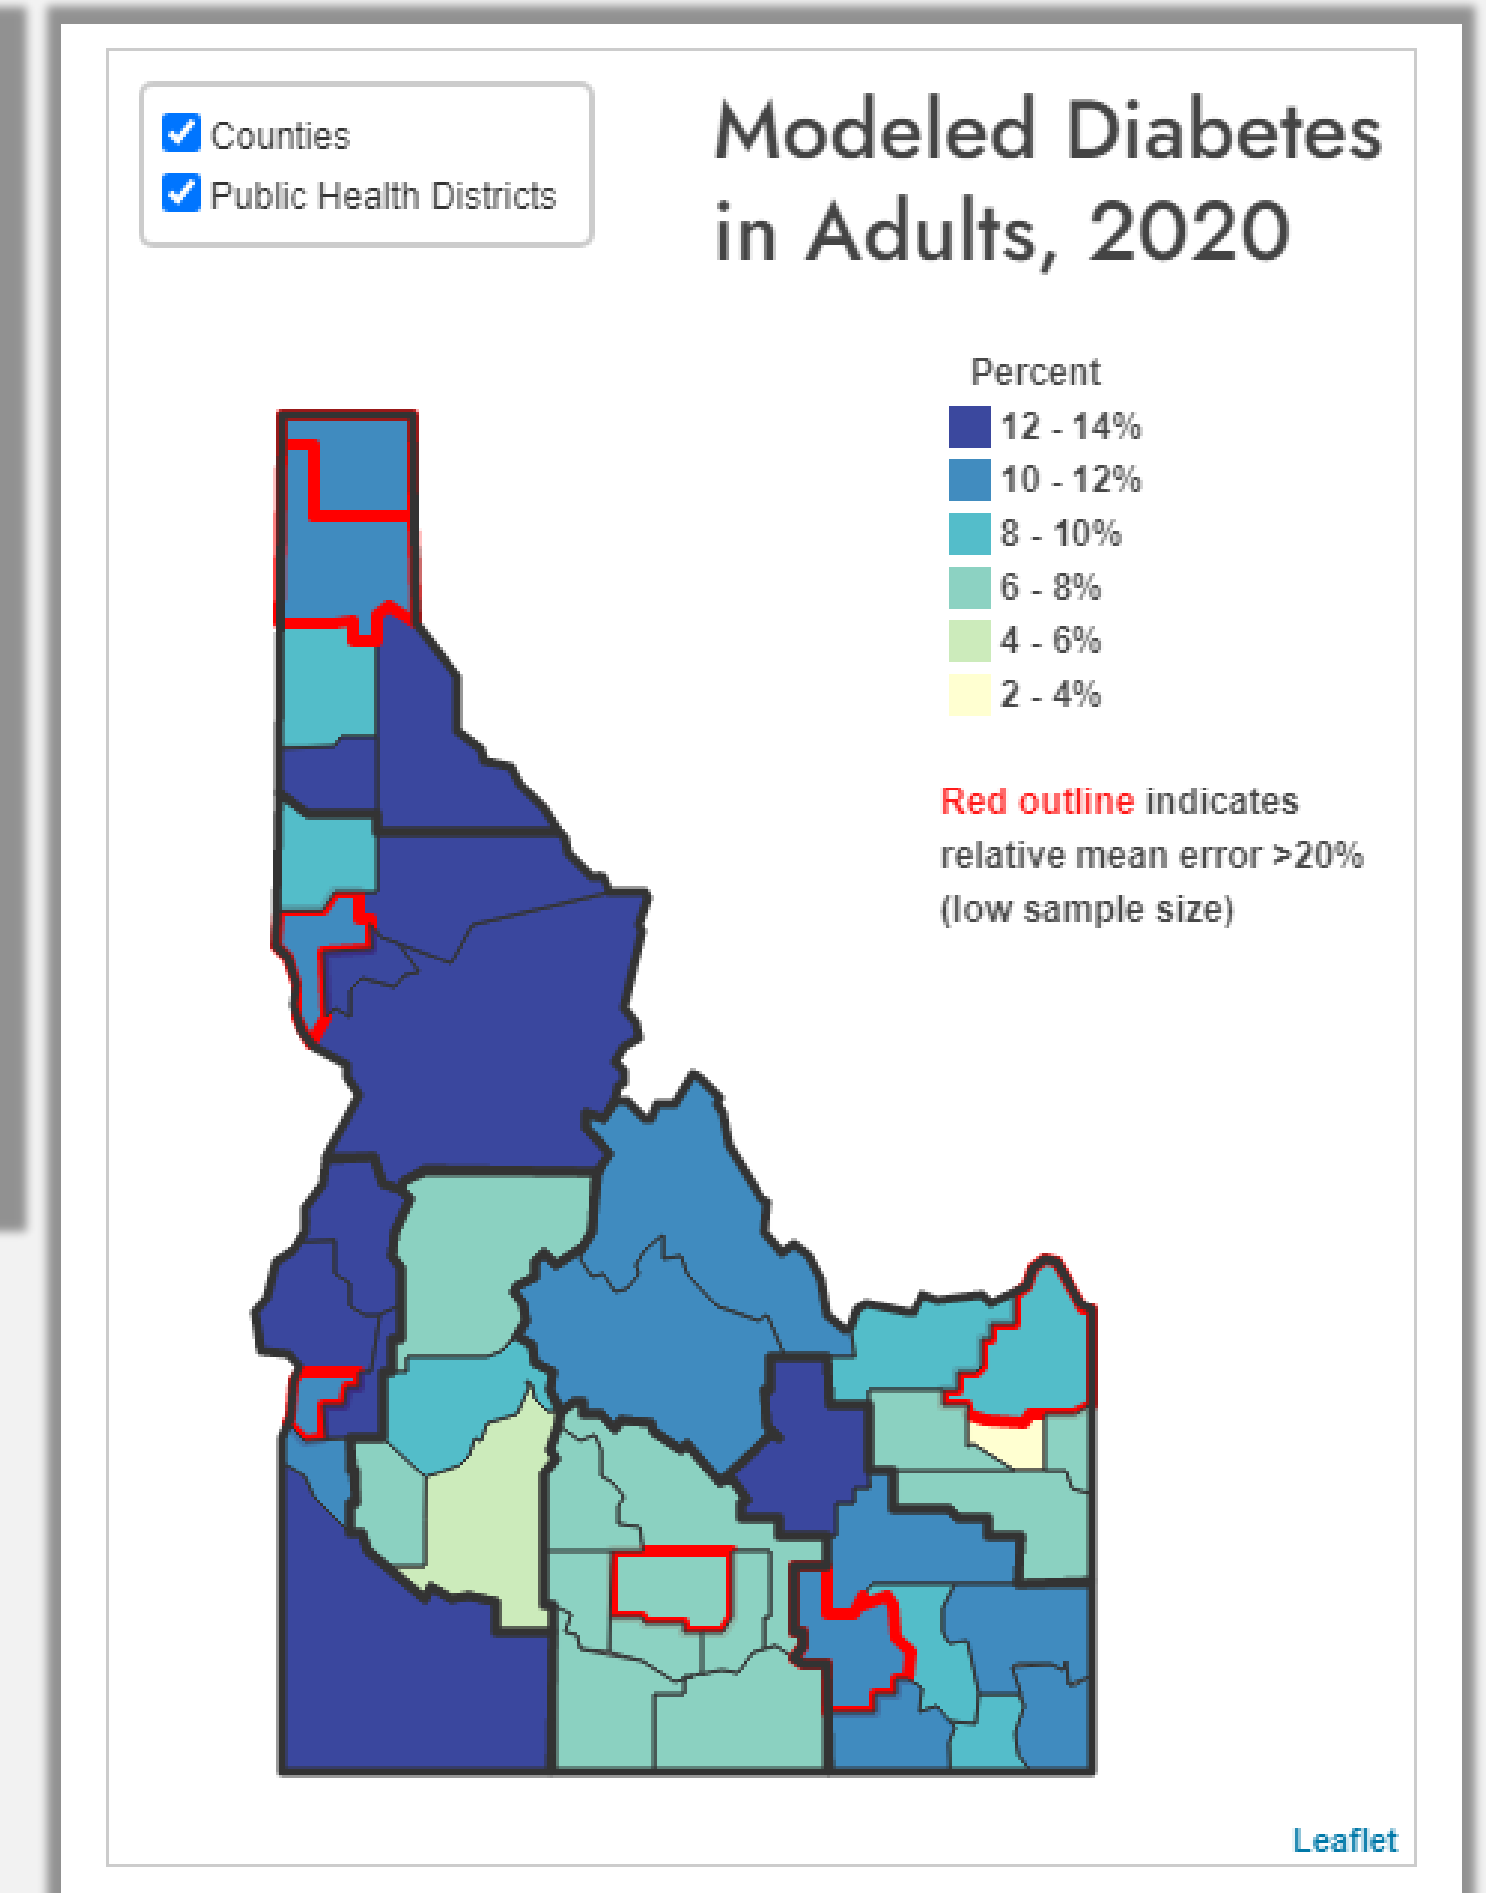 Counties
Public Health Districts
Modeled Diabetes
in Adults, 2020
Percent
12 - 14%
10 - 12%
8 - 10%
6 - 8%
4 - 6%
2 - 4%
Red outline indicates
relative mean error >20%
(low sample size)
Leaflet